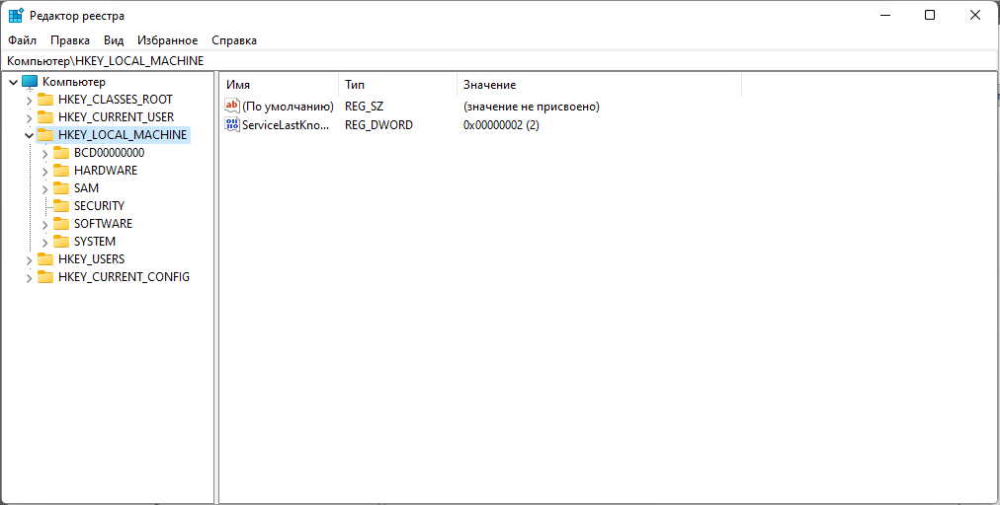 Редактор реестра
Файл Правка Вид Избранное Справка
Компьютер\HKEY_LOCAL_MACHINE
Компьютер
HKEY_CLASSES_ROOT
HKEY_CURRENT_USER
HKEY_LOCAL_MACHINE
BCD00000000
HARDWARE
SAM
SECURITY
SOFTWARE
SYSTEM
HKEY_USERS
HKEY_CURRENT_CONFIG
Имя Тип Значение
(По умолчанию) REG_SZ (значение не присвоено)
ServiceLastKno... REG_DWORD 0x00000002 (2)